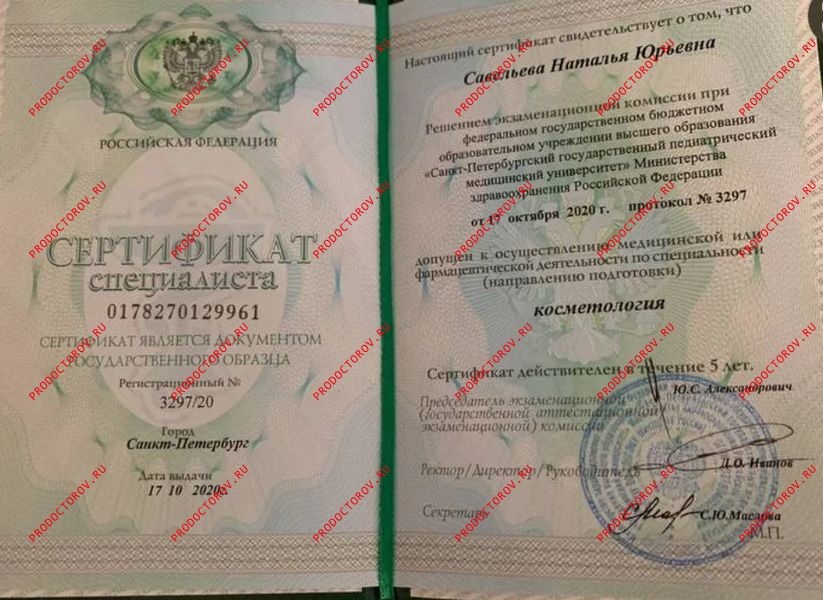 РОССИЙСКАЯ ФЕДЕРАЦИЯ
СЕРТИФИКАТ
специалиста
0178270129961
СЕРТИФИКАТ ЯВЛЯЕТСЯ ДОКУМЕНТОМ
ГОСУДАРСТВЕННОГО ОБРАЗЦА
Регистрационный №
3297/20
Город
Санкт-Петербург
Дата выдачи
17 10 2020г.
Настоящий сертификат свидетельствует о том, что
Савельева Наталья Юрьевна
Решением экзаменационной комиссии при
федеральном государственном бюджетном
образовательном учреждении высшего образования
«Санкт-Петербургский государственный педиатрический
медицинский университет» Министерства
здравоохранения Российской Федерации
от 17 октября 2020 г. протокол № 3297
допущен к осуществлению медицинской или
фармацевтической деятельности по специальности
(направлению подготовки)
косметология
Сертификат действителен в течение 5 лет.
Ю.С. Александрович
Председатель экзаменационной
(государственной аттестационной,
экзаменационной) комиссии
Ректор/Директор/Руководитель
Д.О. Иванов
Секретарь
С.Ю.Маслова
М.П.
PRODOCTOROV.RU